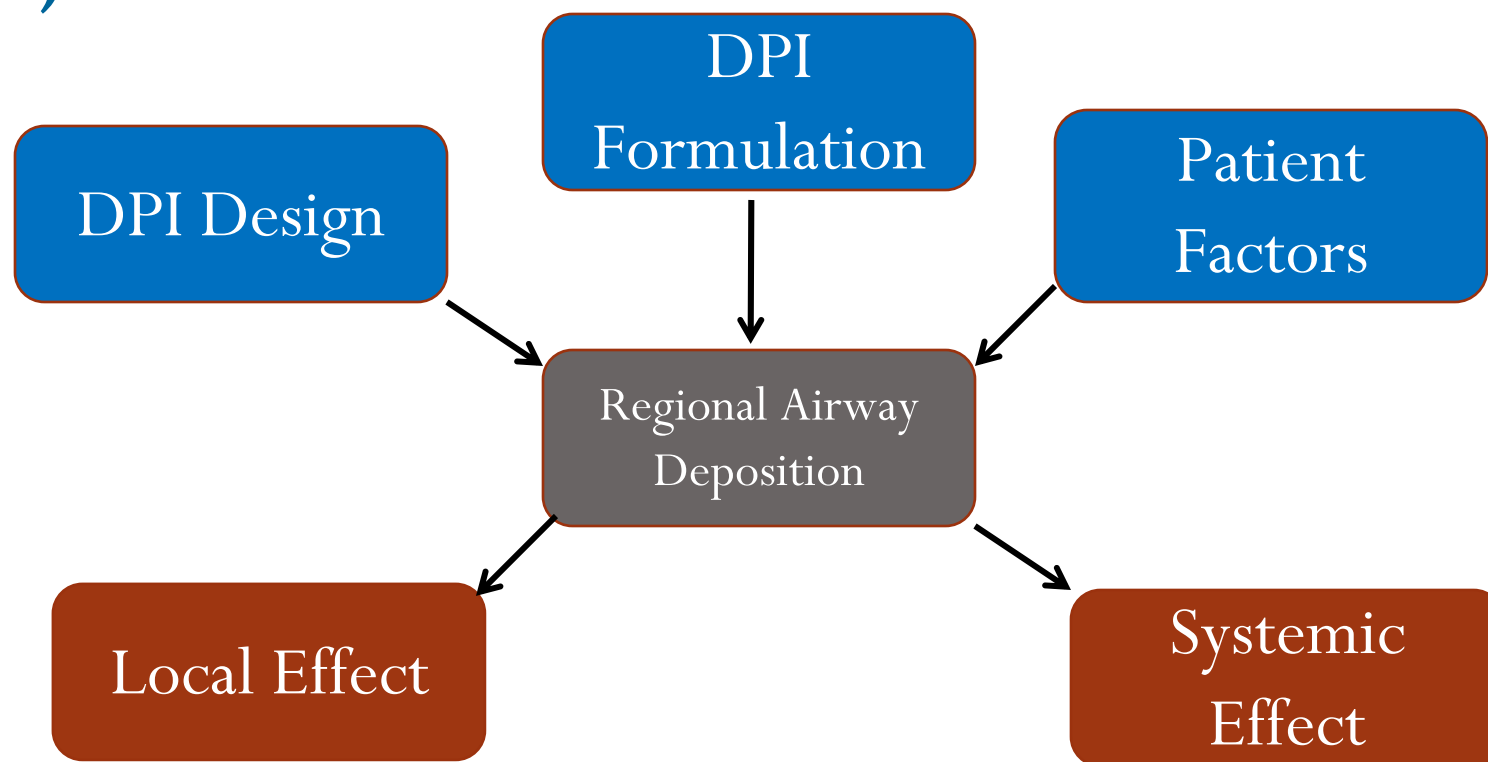 DPI
Formulation
DPI Design
Patient
Factors
Regional Airway
Deposition
Local Effect
Systemic
Effect